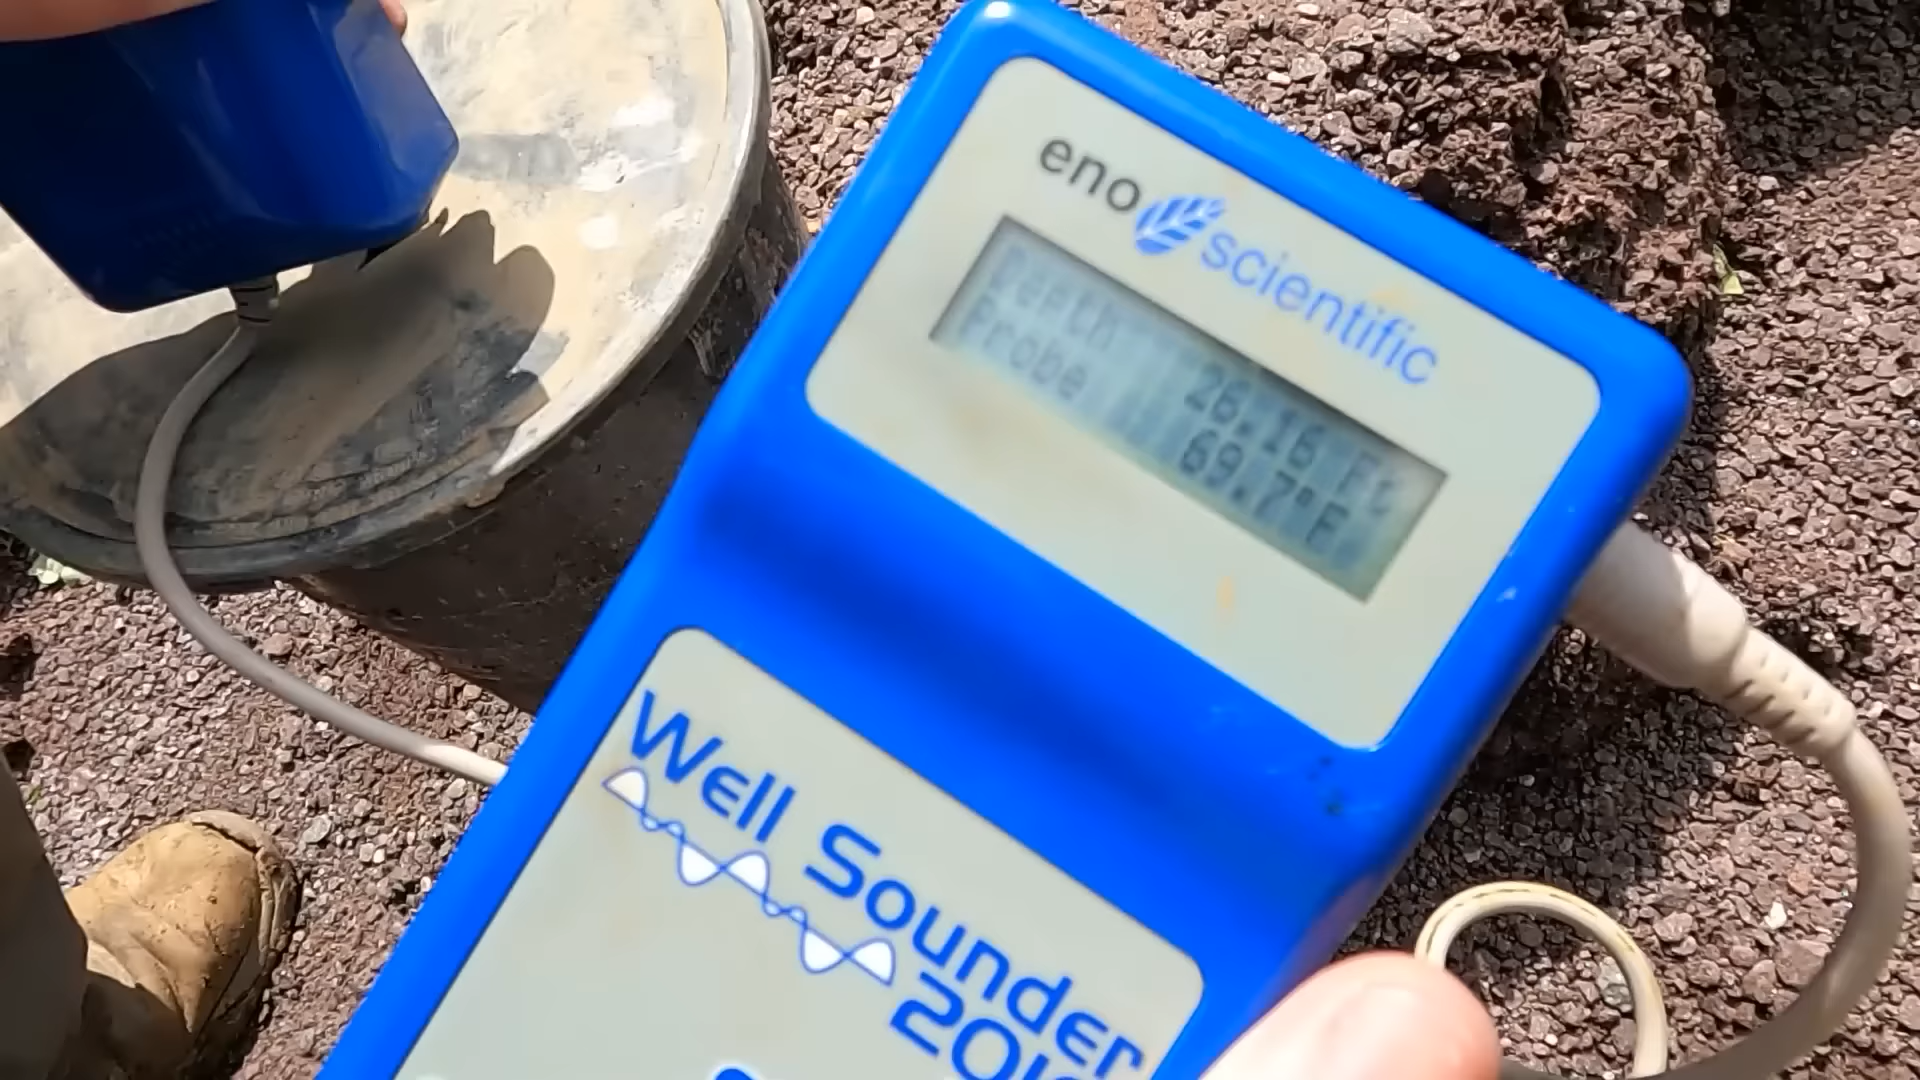 eno scientific
Depth 26.16 Ft
Probe 69.7°F
Well Sounder